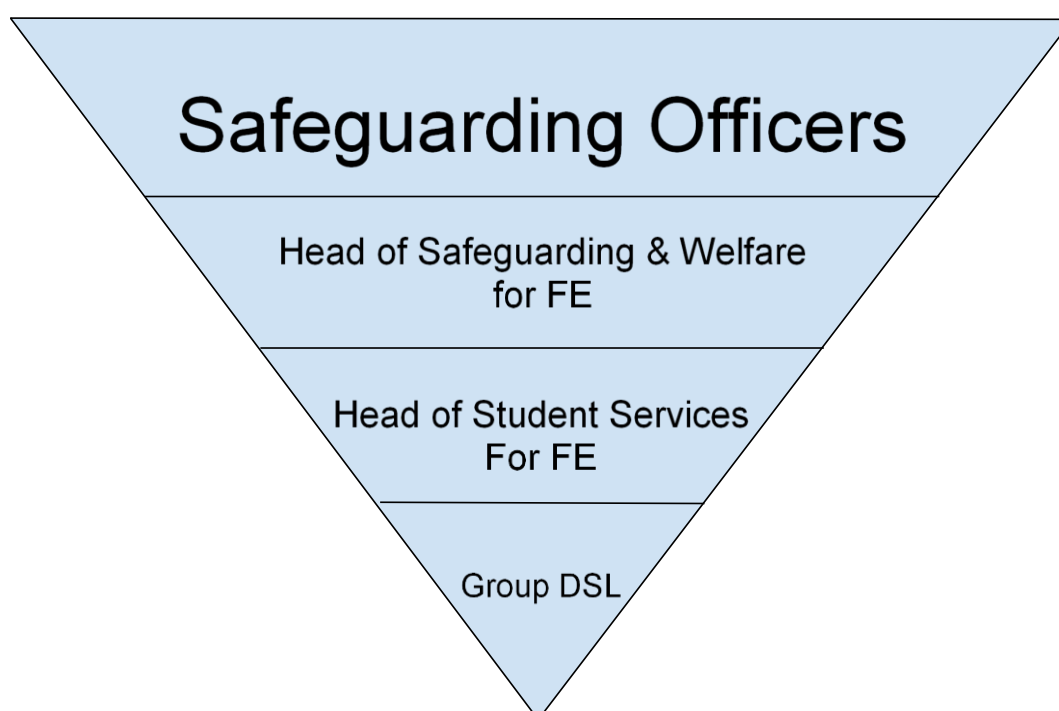 Safeguarding Officers
Head of Safeguarding & Welfare
for FE
Head of Student Services
For FE
Group DSL